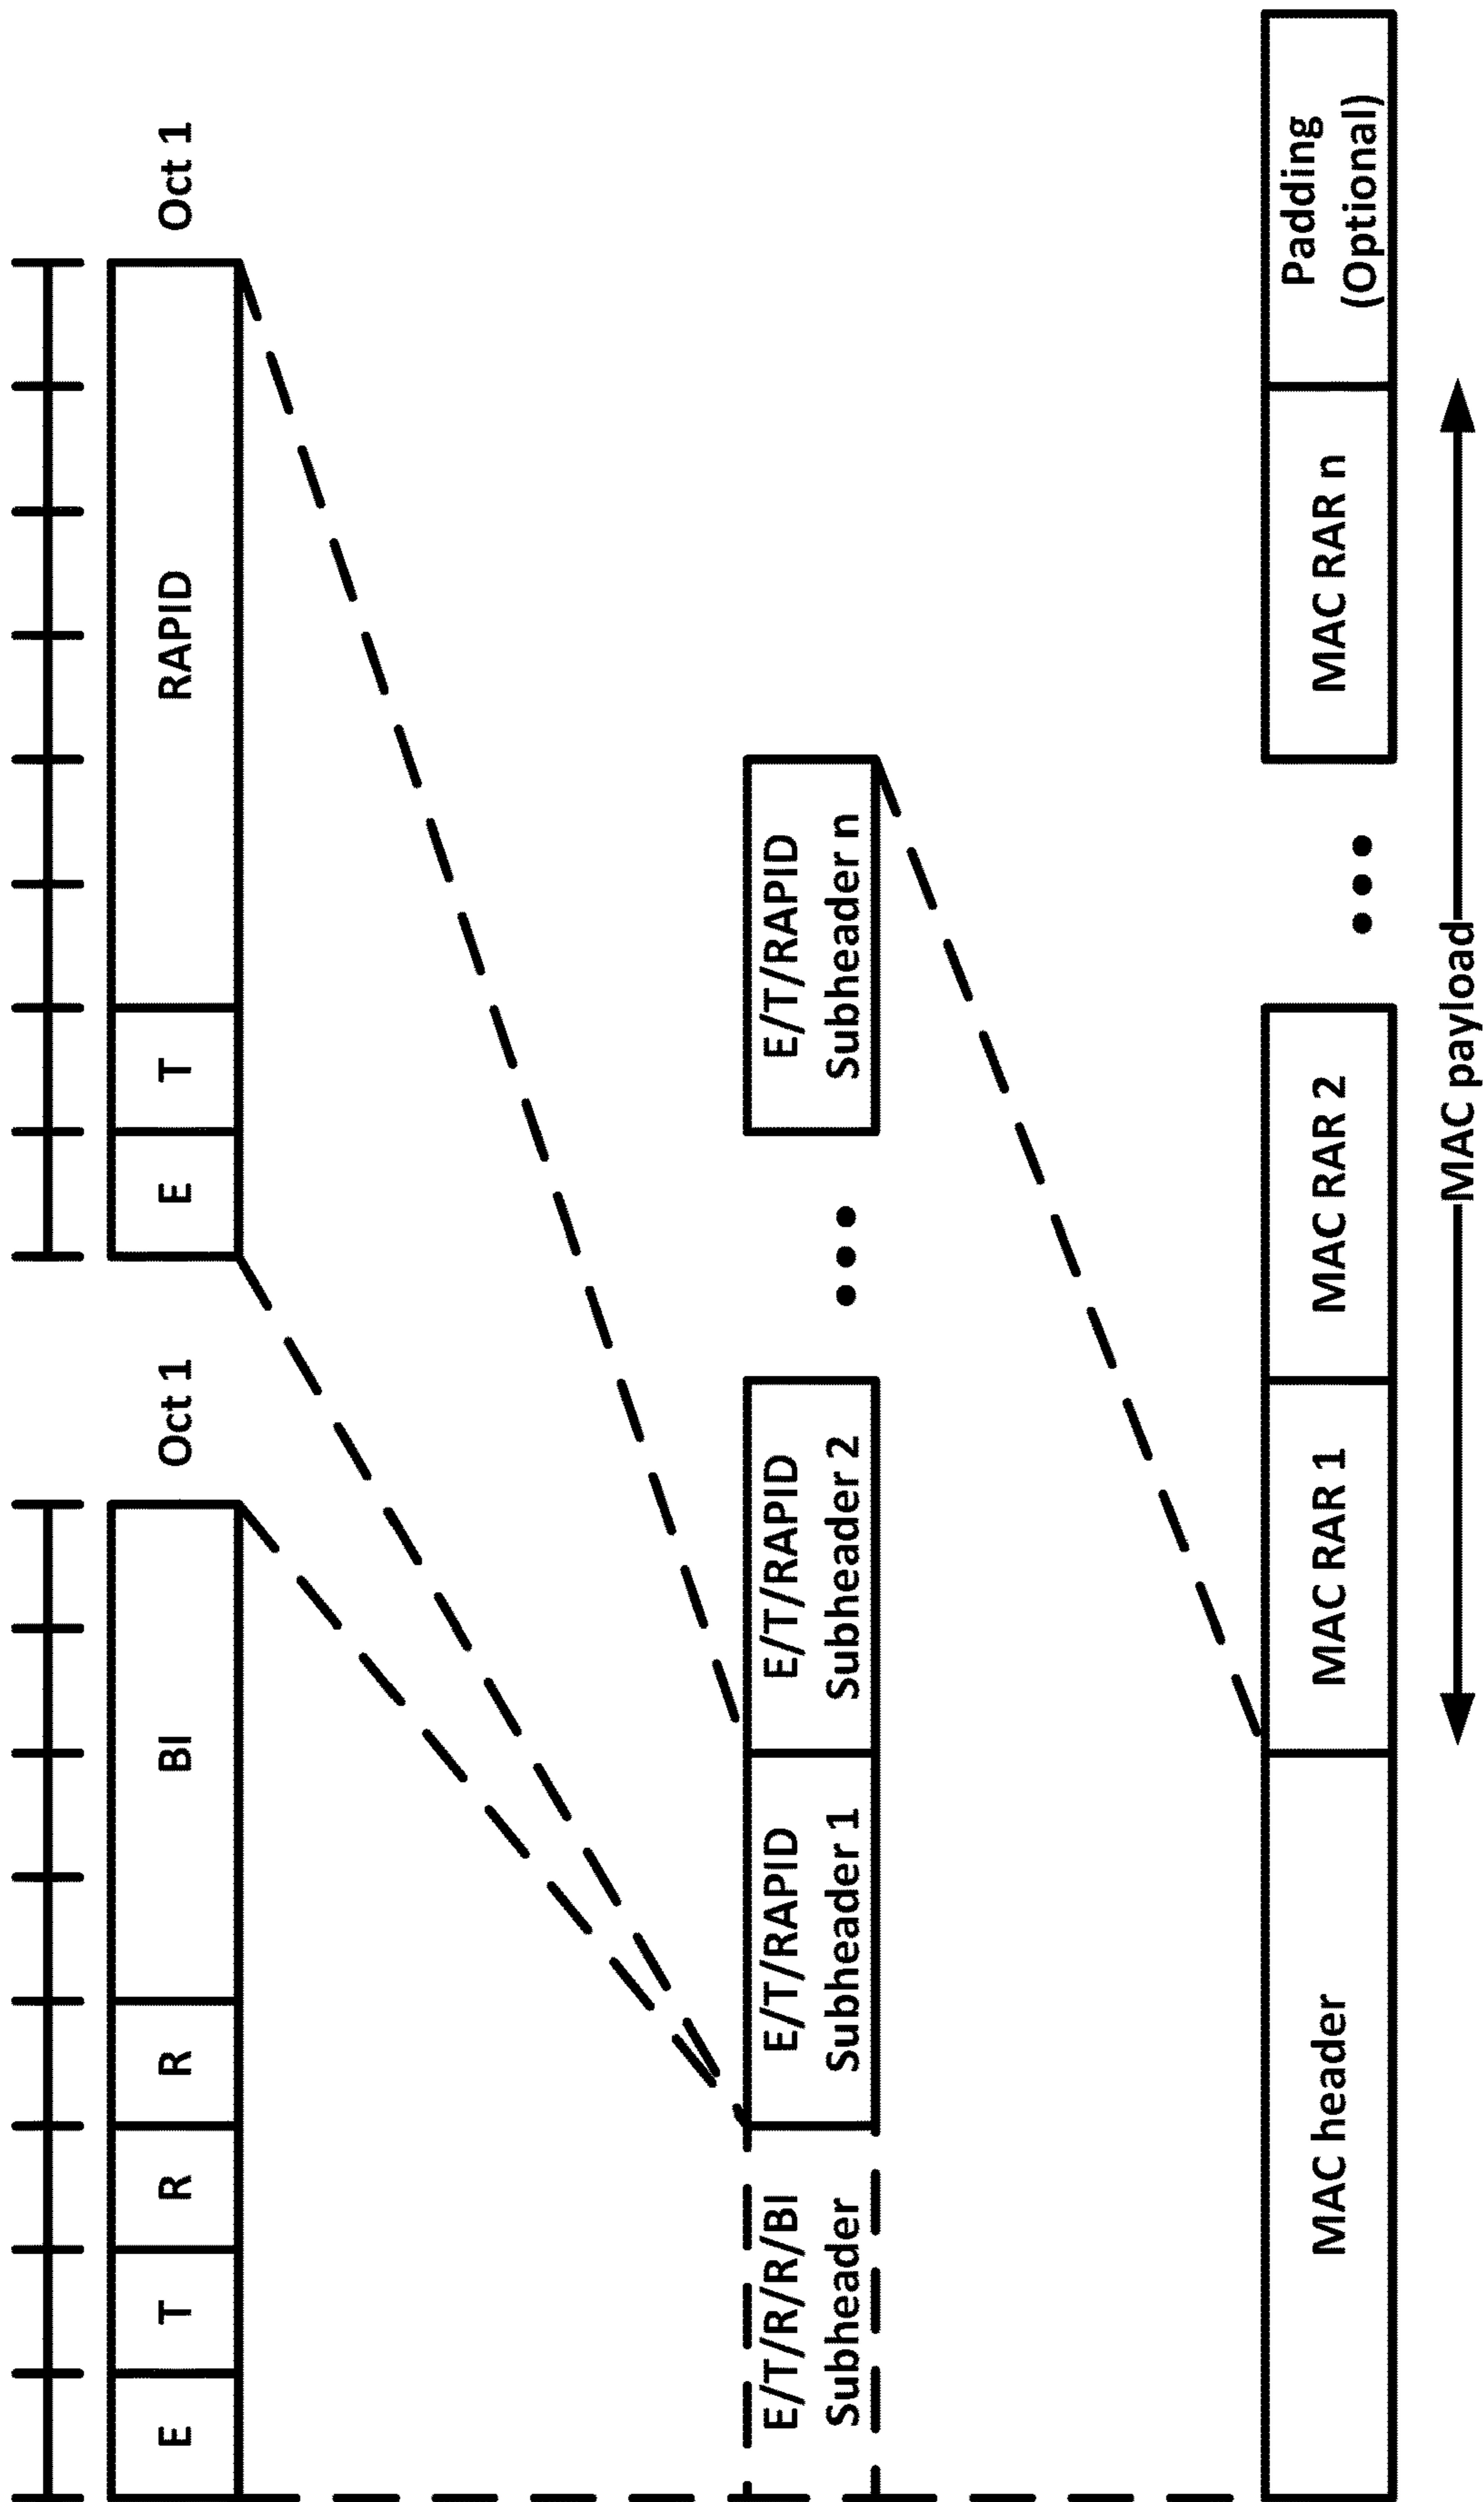 E
T
R
R
BI
Oct 1
E
T
RAPID
Oct 1
E/T/R/R/BI
Subheader
E/T/RAPID
Subheader 1
E/T/RAPID
Subheader 2
E/T/RAPID
Subheader n
MAC header
MAC RAR 1
MAC RAR 2
MAC RAR n
Padding
(Optional)
MAC payload